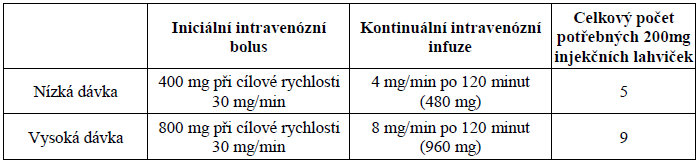 Iniciální intravenózní
bolus
Kontinuální intravenózní
infuze
Celkový počet
potřebných 200mg
injekčních lahviček
Nízká dávka
400 mg při cílové rychlosti
30 mg/min
4 mg/min po 120 minut
(480 mg)
5
Vysoká dávka
800 mg při cílové rychlosti
30 mg/min
8 mg/min po 120 minut
(960 mg)
9